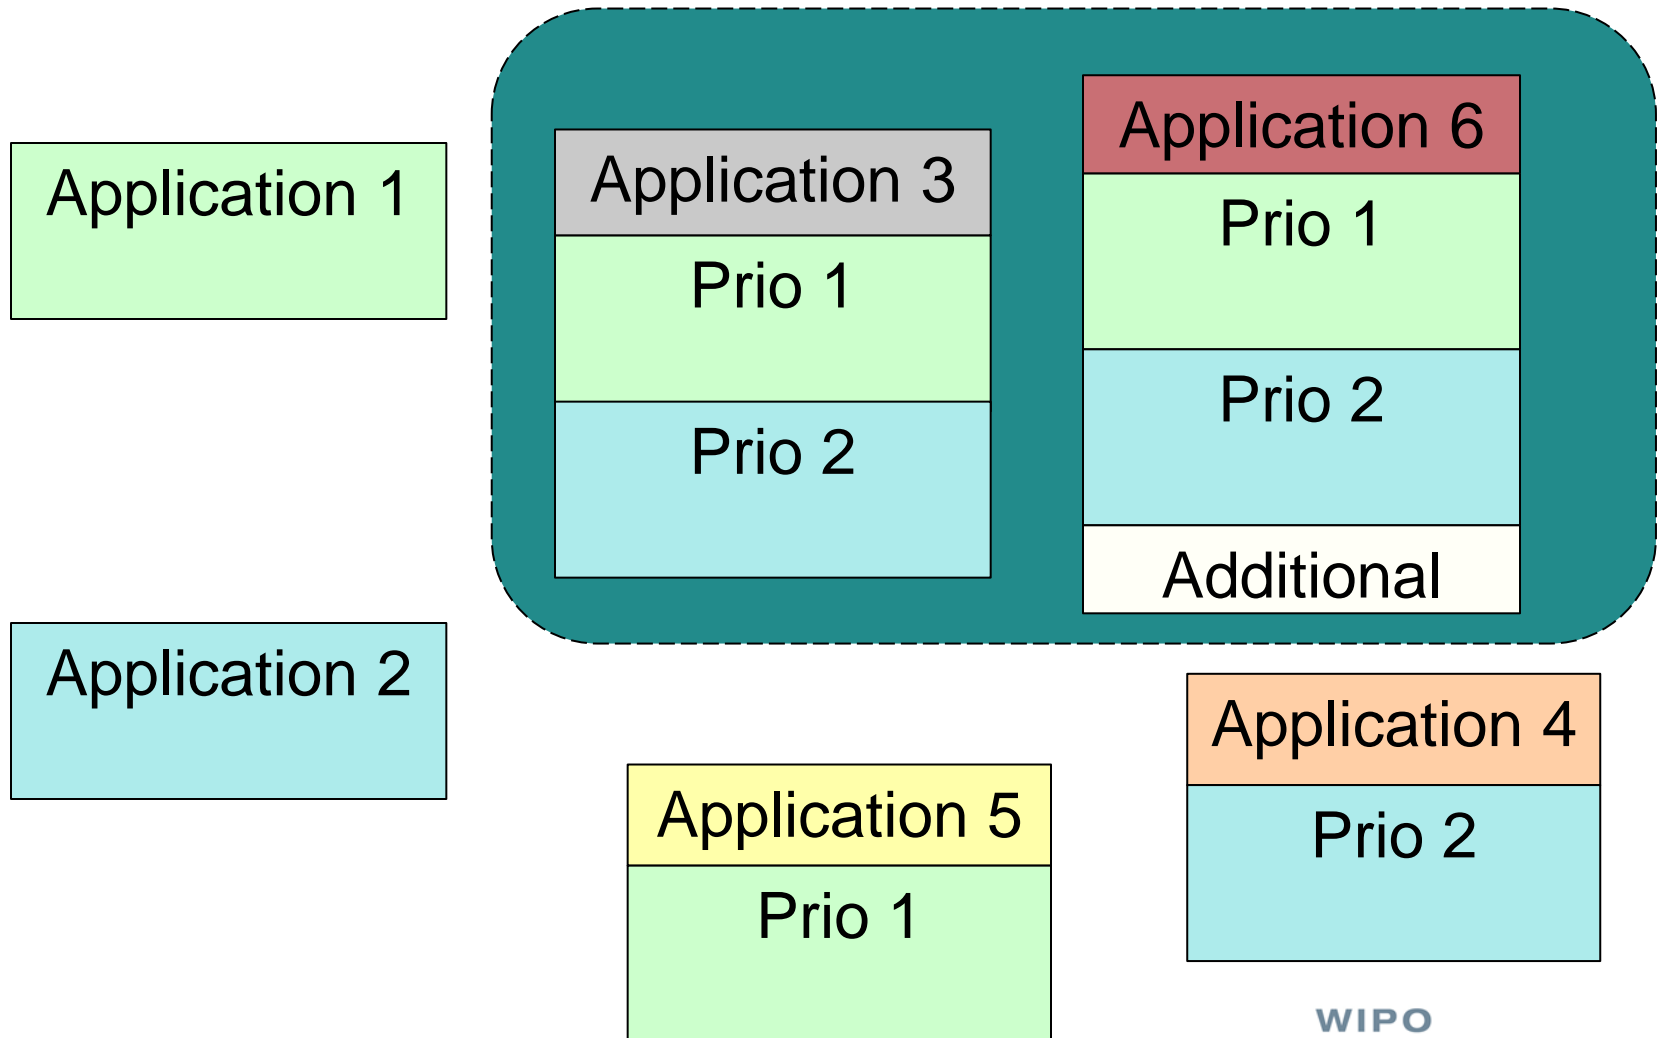 Application 1
Application 2
Application 3
Prio 1
Prio 2
Application 6
Prio 1
Prio 2
Additional
Application 5
Prio 1
Application 4
Prio 2
WIPO